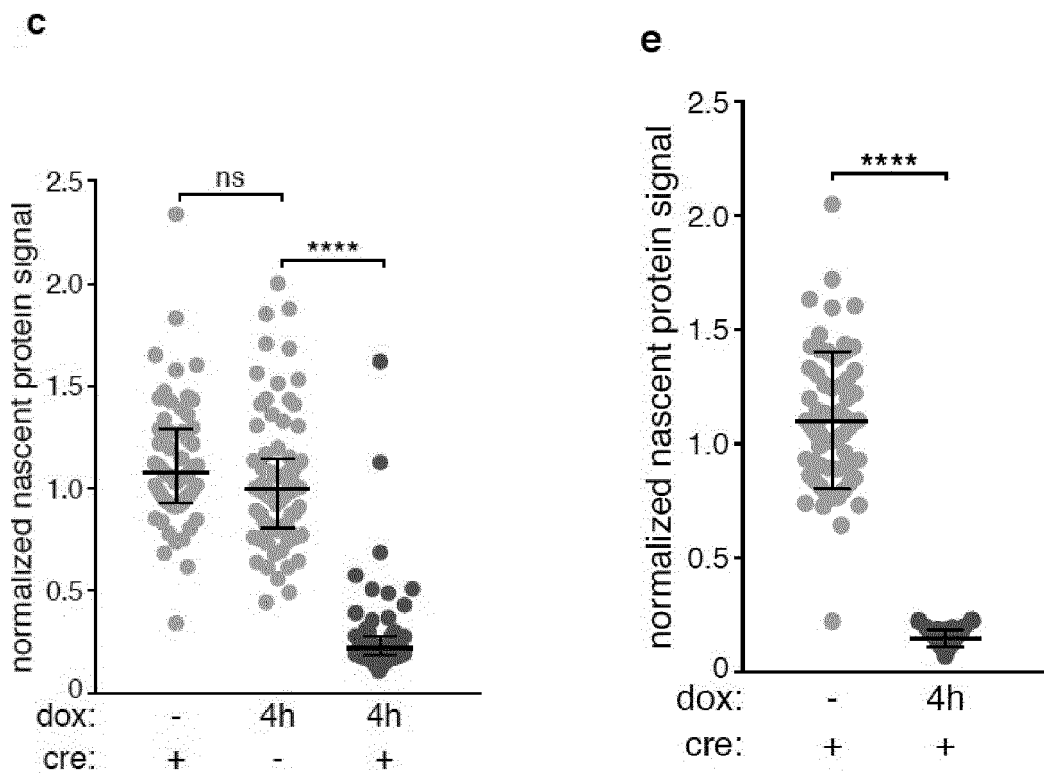 c
normalized nascent protein signal
2.5
2.0
1.5
1.0
0.5
0
ns
****
dox: - 4h 4h
cre: + - +
e
normalized nascent protein signal
2.5
2.0
1.5
1.0
0.5
0
****
dox: - 4h
cre: + +